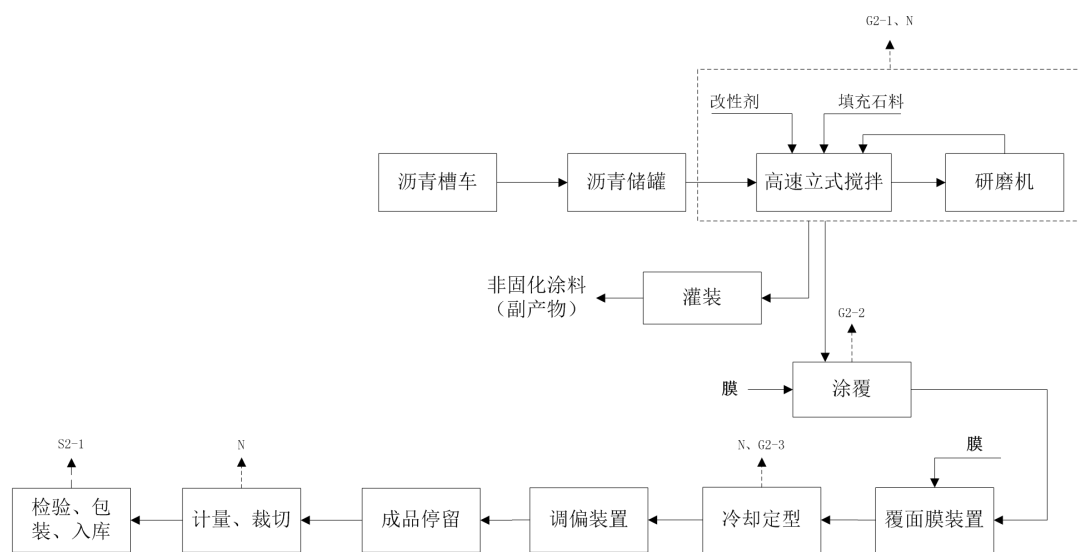 G2-1、N
改性剂
填充石料
沥青槽车
沥青储罐
高速立式搅拌
研磨机
非固化涂料
（副产物）
灌装
G2-2
膜
涂覆
S2-1
N
N、G2-3
膜
检验、包
装、入库
计量、裁切
成品停留
调偏装置
冷却定型
覆面膜装置